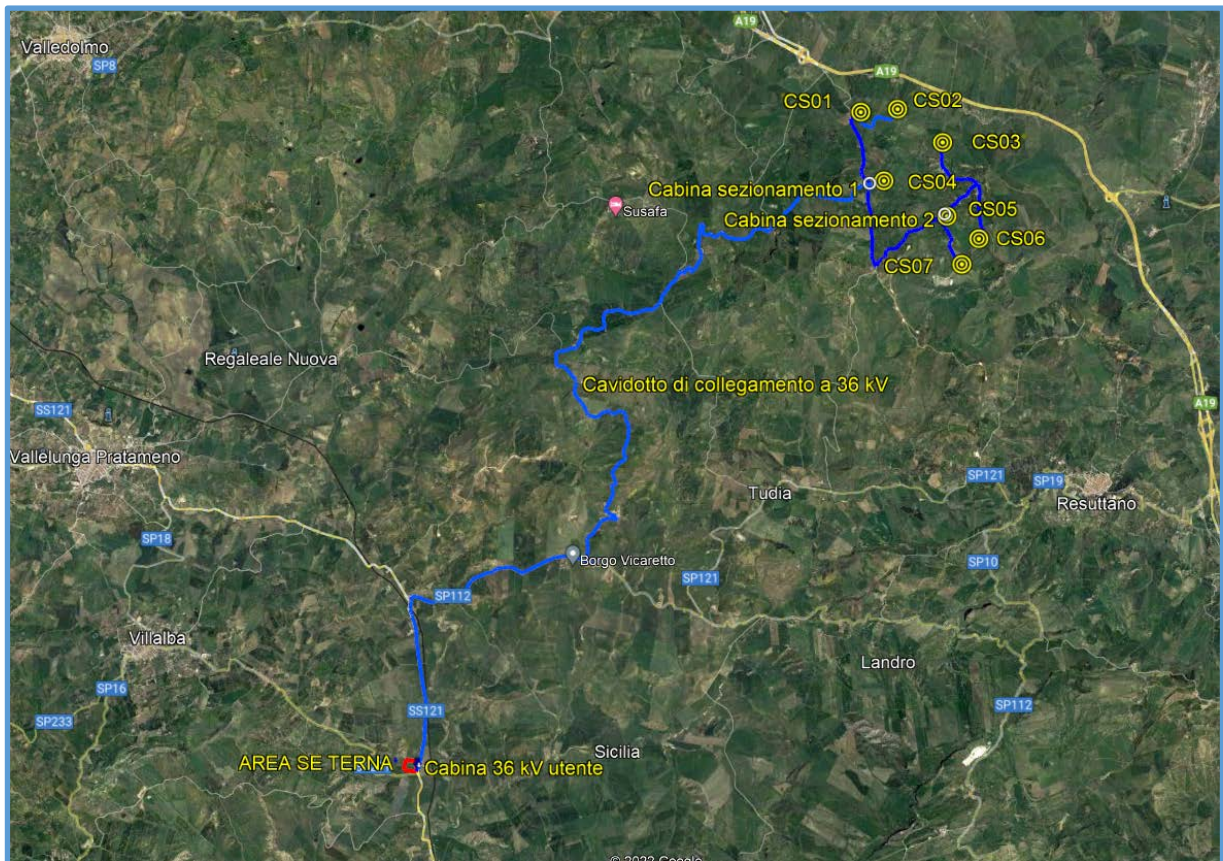 A19
Valledolmo
SP8
A19
CS01
CS02
CS03
Cabina sezionamento 1
CS04
Susafa
Cabina sezionamento 2
CS05
CS06
CS07
Regaleale Nuova
Cavidotto di collegamento a 36 kV
A19
SS121
Vallelunga Pratameno
SP121
SP19
Tudia
Resuttano
SP18
Borgo Vicaretto
SP10
SP121
SP112
Villalba
Landro
SP16
SP112
SS121
SP233
Sicilia
AREA SE TERNA
Cabina 36 kV utente
© 2022 Google